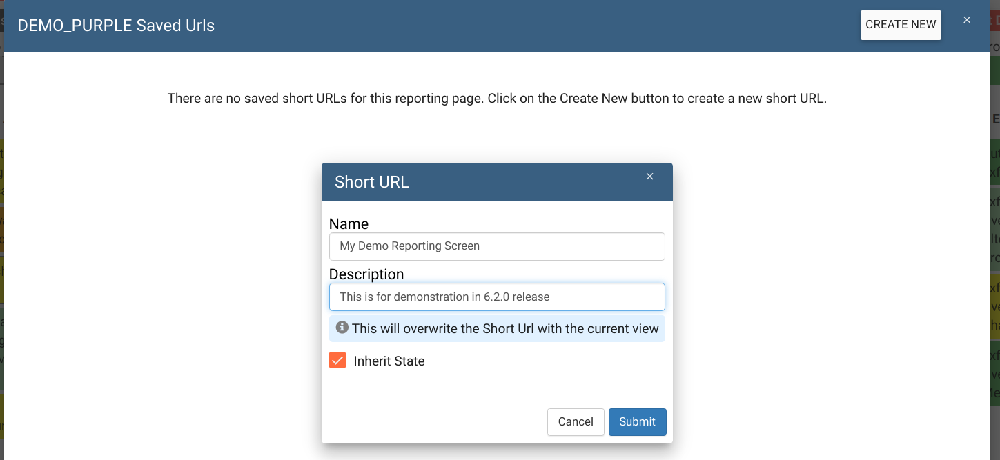 DEMO_PURPLE Saved Urls
CREATE NEW
×
There are no saved short URLs for this reporting page. Click on the Create New button to create a new short URL.
Short URL
×
Name
My Demo Reporting Screen
Description
This is for demonstration in 6.2.0 release
This will overwrite the Short Url with the current view
Inherit State
Cancel
Submit